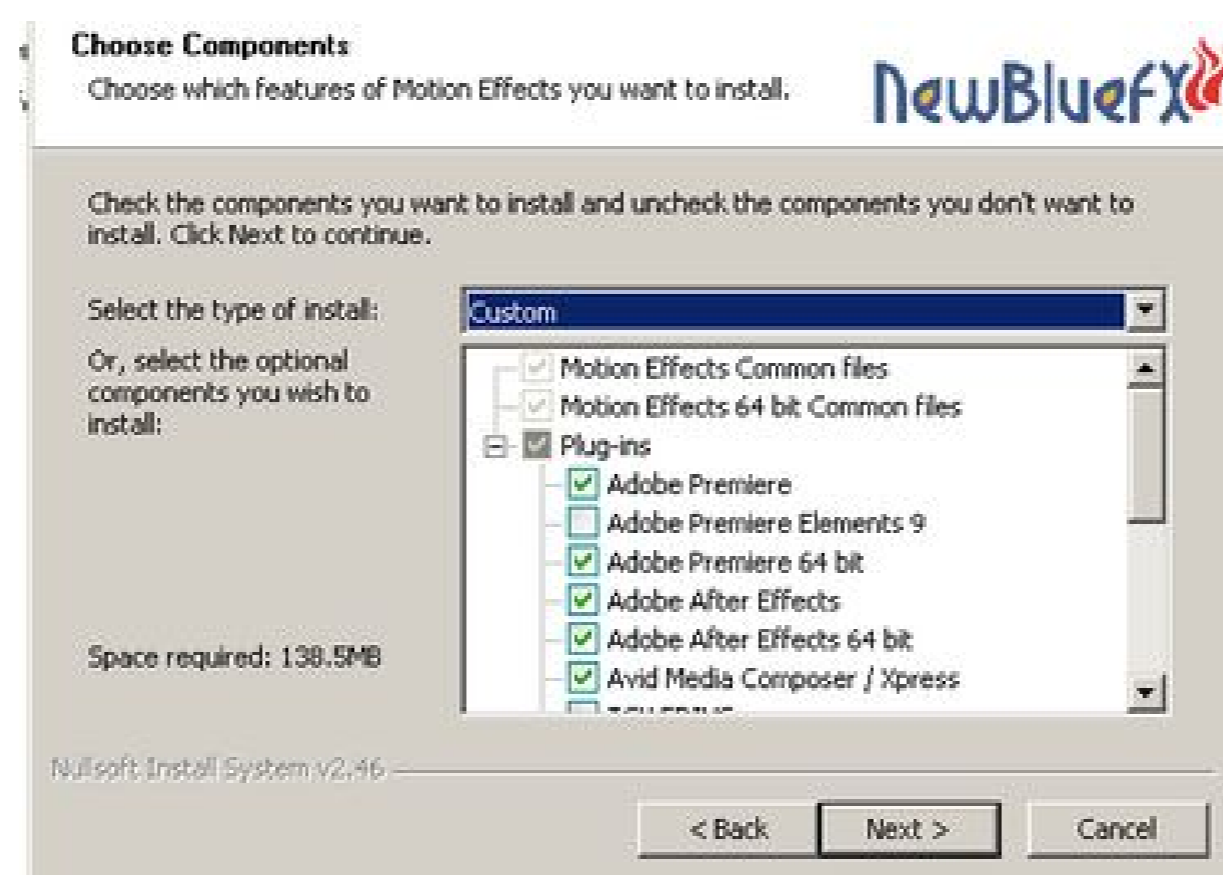 Choose Components
Choose which features of Motion Effects you want to install.
NewBlueFX
Check the components you want to install and uncheck the components you don't want to
install. Click Next to continue.
Select the type of install:
Custom
Or, select the optional
components you wish to
install:
Motion Effects Common files
Motion Effects 64 bit Common files
Plug-ins
Adobe Premiere
Adobe Premiere Elements 9
Adobe Premiere 64 bit
Adobe After Effects
Adobe After Effects 64 bit
Avid Media Composer / Xpress
Space required: 138.5MB
Nullsoft Install System v2.46
< Back
Next >
Cancel